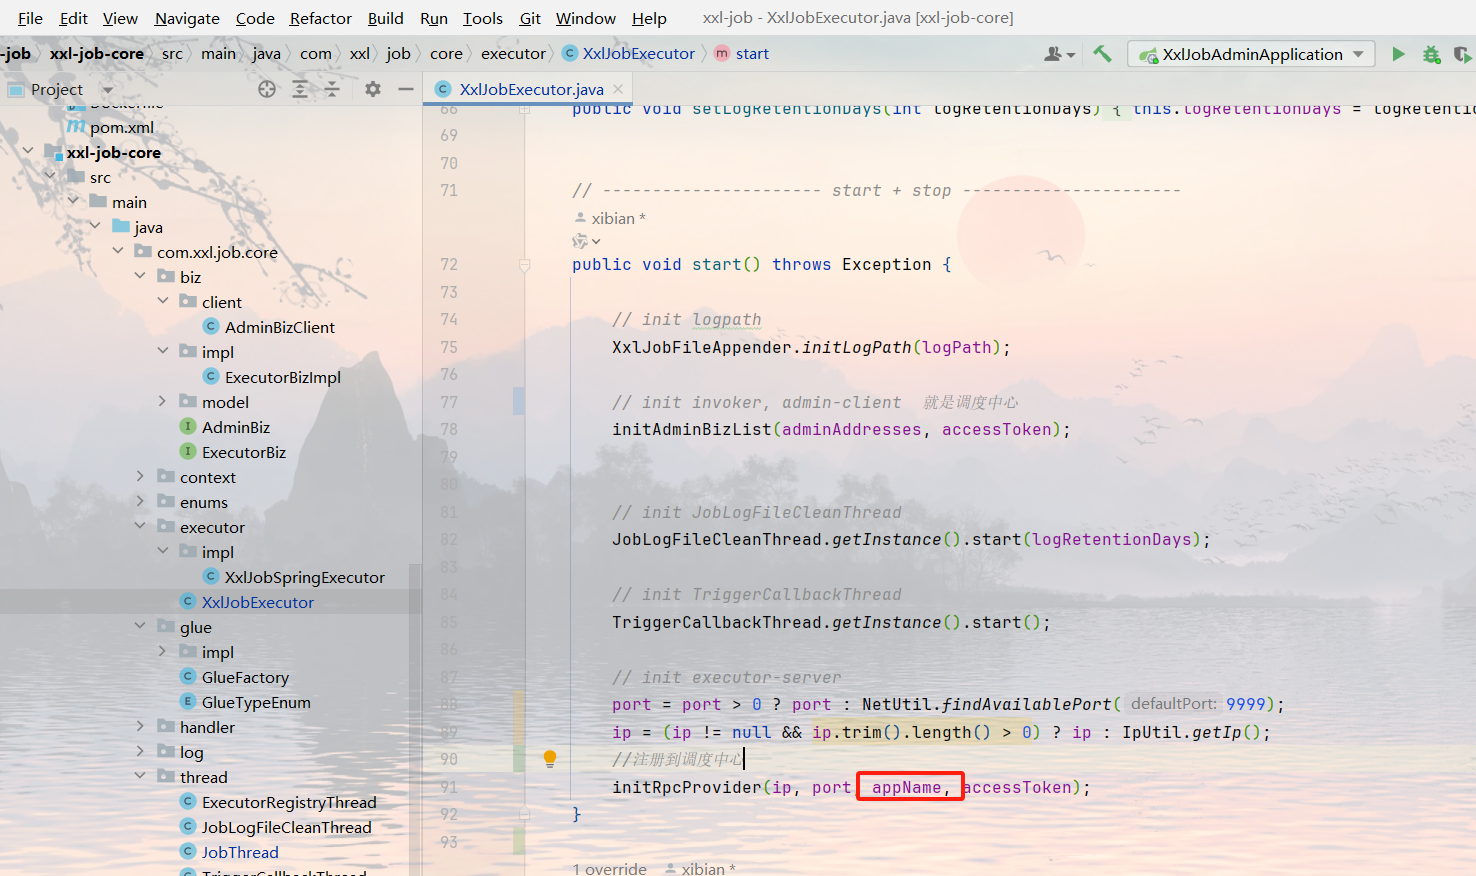 File Edit View Navigate Code Refactor Build Run Tools Git Window Help xxl-job - XxlJobExecutor.java [xxl-job-core]
-job xxl-job-core src main java com xxl job core executor XxlJobExecutor start XxlJobAdminApplication
Project
XxlJobExecutor.java
Dockerfile
pom.xml
xxl-job-core
src
main
java
com.xxl.job.core
biz
client
AdminBizClient
impl
ExecutorBizImpl
model
AdminBiz
ExecutorBiz
context
enums
executor
impl
XxlJobSpringExecutor
XxlJobExecutor
glue
impl
GlueFactory
GlueTypeEnum
handler
log
thread
ExecutorRegistryThread
JobLogFileCleanThread
JobThread
TriggerCallbackThread
66 public void setLogRetentionDays(int logRetentionDays) { this.logRetentionDays = logRetentio
69
70
71 // ---------------------- start + stop ----------------------
xibian *
72 public void start() throws Exception {
73
74 // init logpath
75 XxlJobFileAppender.initLogPath(logPath);
76
77 // init invoker, admin-client 就是调度中心
78 initAdminBizList(adminAddresses, accessToken);
79
80
81 // init JobLogFileCleanThread
82 JobLogFileCleanThread.getInstance().start(logRetentionDays);
83
84 // init TriggerCallbackThread
85 TriggerCallbackThread.getInstance().start();
86
87 // init executor-server
88 port = port > 0 ? port : NetUtil.findAvailablePort( defaultPort: 9999);
89 ip = (ip != null && ip.trim().length() > 0) ? ip : IpUtil.getIp();
90 //注册到调度中心
91 initRpcProvider(ip, port appName, accessToken);
92 }
93
1 override xibian *